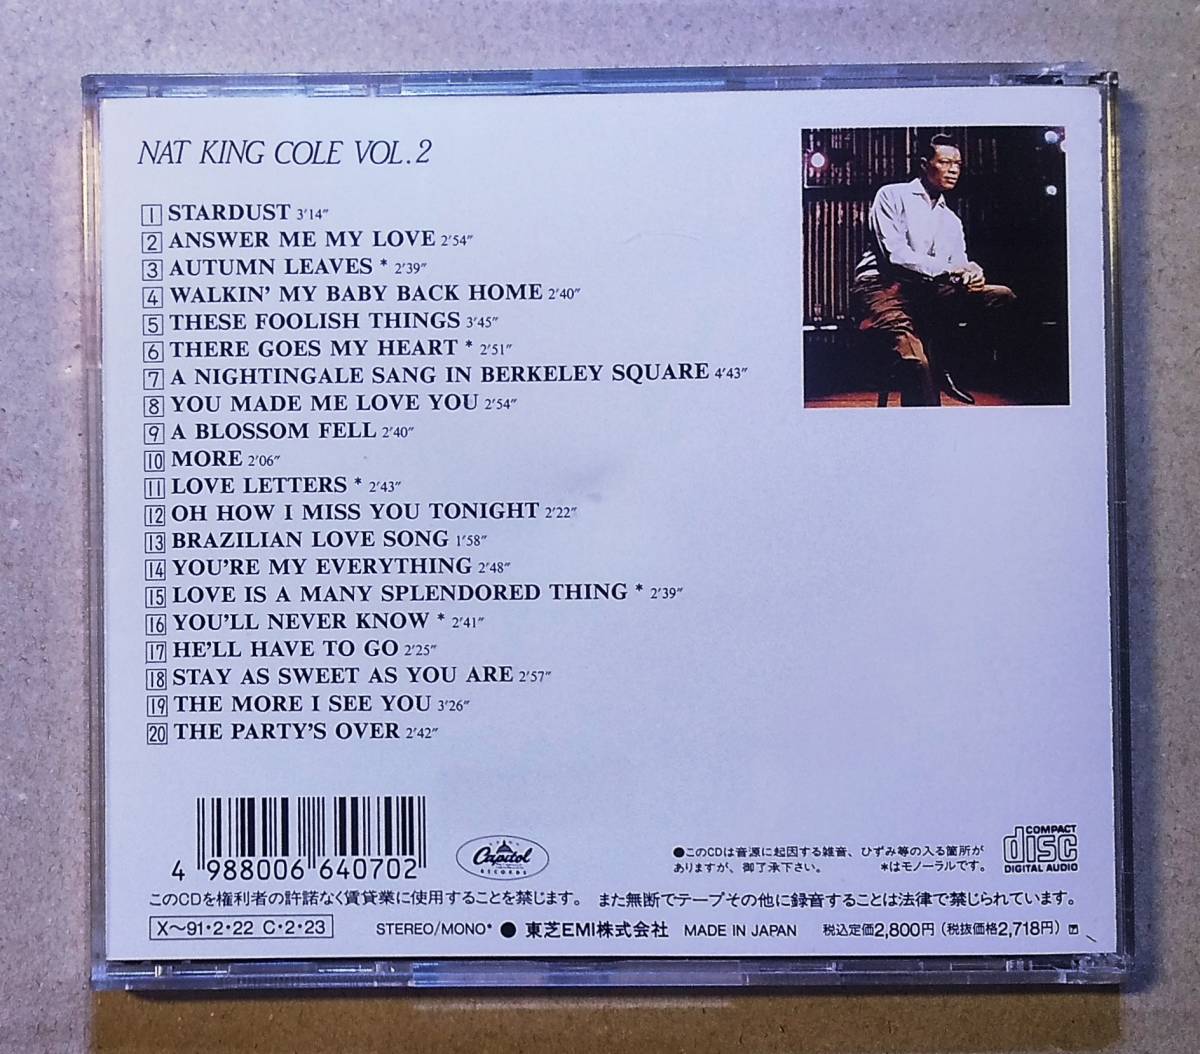 NAT KING COLE VOL.2
1 STARDUST 3'14"
2 ANSWER ME MY LOVE 2'54"
3 AUTUMN LEAVES * 2'39"
4 WALKIN' MY BABY BACK HOME 2'40"
5 THESE FOOLISH THINGS 3'45"
6 THERE GOES MY HEART * 2'51"
7 A NIGHTINGALE SANG IN BERKELEY SQUARE 4'43"
8 YOU MADE ME LOVE YOU 2'54"
9 A BLOSSOM FELL 2'40"
10 MORE 2'06"
11 LOVE LETTERS * 2'43"
12 OH HOW I MISS YOU TONIGHT 2'22"
13 BRAZILIAN LOVE SONG 1'58"
14 YOU'RE MY EVERYTHING 2'48"
15 LOVE IS A MANY SPLENDORED THING * 2'39"
16 YOU'LL NEVER KNOW * 2'41"
17 HE'LL HAVE TO GO 2'25"
18 STAY AS SWEET AS YOU ARE 2'57"
19 THE MORE I SEE YOU 3'26"
20 THE PARTY'S OVER 2'42"
4 988006 640702
Capitol
RECORDS
●このCDは音源に起因する雑音、ひずみ等の入る箇所が
ありますが、御了承下さい。 *はモノーラルです。
COMPACT
disc
DIGITAL AUDIO
このCDを権利者の許諾なく賃貸業に使用することを禁じます。 また無断でテープその他に録音することは法律で禁じられています。
X〜91・2・22 C・2・23 STEREO/MONO* ● 東芝EMI株式会社 MADE IN JAPAN 税込定価2,800円(税抜価格2,718円)